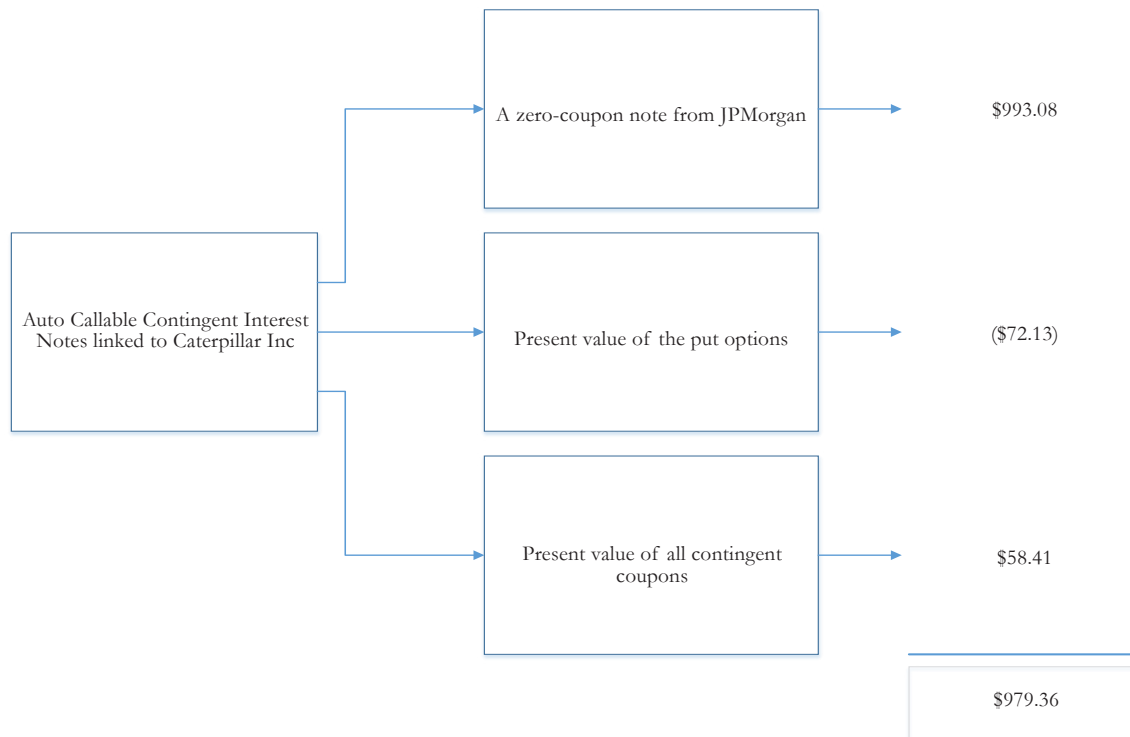 A zero-coupon note from JPMorgan
$993.08
Auto Callable Contingent Interest
Notes linked to Caterpillar Inc
Present value of the put options
($72.13)
Present value of all contingent
coupons
$58.41
$979.36